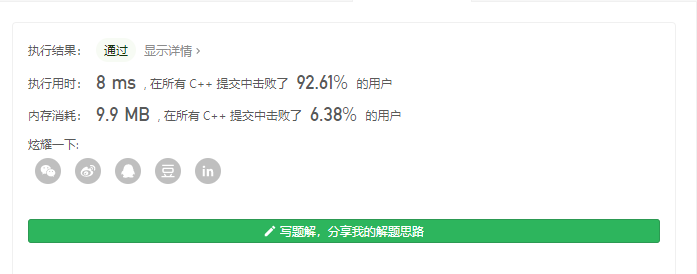 执行结果： 通过 显示详情 ›
执行用时： 8 ms , 在所有 C++ 提交中击败了 92.61% 的用户
内存消耗： 9.9 MB , 在所有 C++ 提交中击败了 6.38% 的用户
炫耀一下:
豆 in
写题解，分享我的解题思路